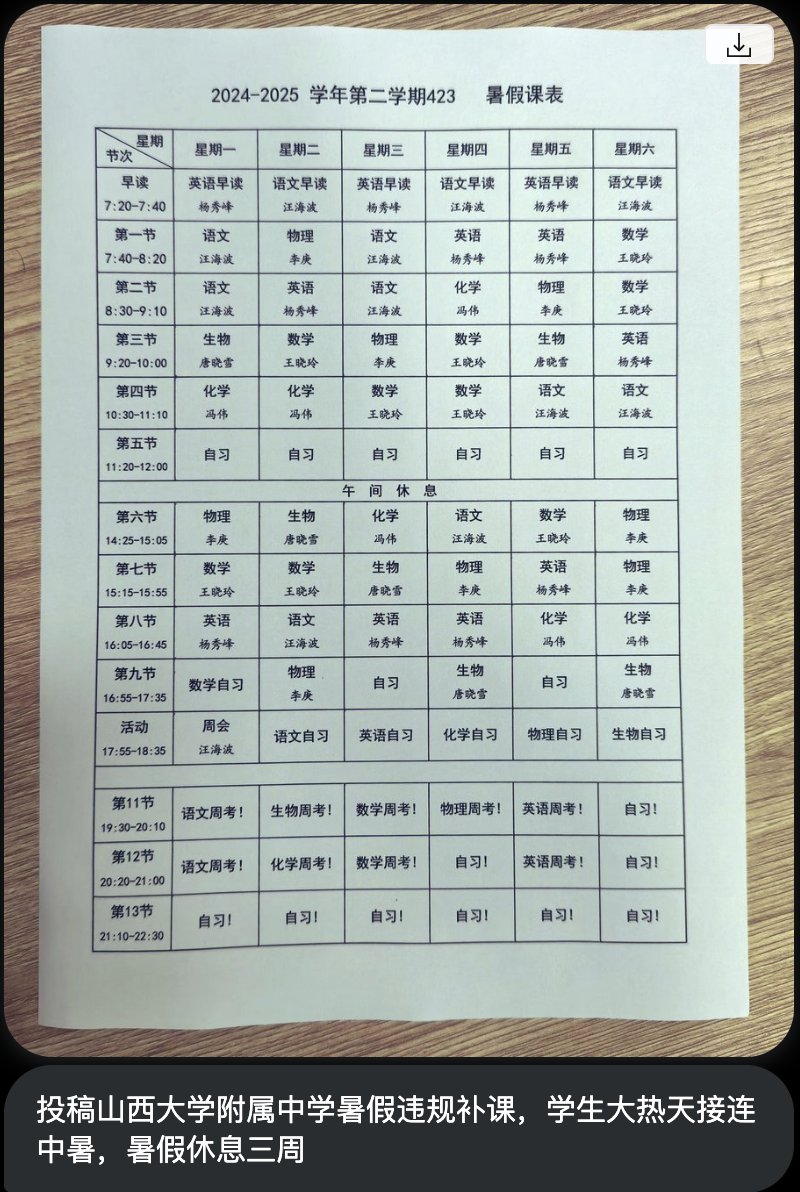 2024-2025 学年第二学期423 暑假课表
星期 节次 星期一 星期二 星期三 星期四 星期五 星期六
早读 英语早读 语文早读 英语早读 语文早读 英语早读 语文早读
7:20-7:40 杨秀峰 汪海波 杨秀峰 汪海波 杨秀峰 汪海波
第一节 语文 物理 语文 英语 英语 数学
7:40-8:20 汪海波 李庚 汪海波 杨秀峰 杨秀峰 王晓玲
第二节 语文 英语 语文 化学 物理 数学
8:30-9:10 汪海波 杨秀峰 汪海波 冯伟 李庚 王晓玲
第三节 生物 数学 物理 数学 生物 英语
9:20-10:00 唐晓雪 王晓玲 李庚 王晓玲 唐晓雪 杨秀峰
第四节 化学 化学 数学 数学 语文 语文
10:30-11:10 冯伟 冯伟 王晓玲 王晓玲 汪海波 汪海波
第五节 自习 自习 自习 自习 自习 自习
11:20-12:00
午间休息
第六节 物理 生物 化学 语文 数学 物理
14:25-15:05 李庚 唐晓雪 冯伟 汪海波 王晓玲 李庚
第七节 数学 数学 生物 物理 英语 物理
15:15-15:55 王晓玲 王晓玲 唐晓雪 李庚 杨秀峰 李庚
第八节 英语 语文 英语 英语 化学 化学
16:05-16:45 杨秀峰 汪海波 杨秀峰 杨秀峰 冯伟 冯伟
第九节 数学自习 物理 自习 生物 自习 生物
16:55-17:35 李庚 唐晓雪 唐晓雪
活动 周会 语文自习 英语自习 化学自习 物理自习 生物自习
17:55-18:35 汪海波
第11节 语文周考! 生物周考! 数学周考! 物理周考! 英语周考! 自习!
19:30-20:10
第12节 语文周考! 化学周考! 数学周考! 自习! 英语周考! 自习!
20:20-21:00
第13节 自习! 自习! 自习! 自习! 自习! 自习!
21:10-22:30
投稿山西大学附属中学暑假违规补课，学生大热天接连
中暑，暑假休息三周